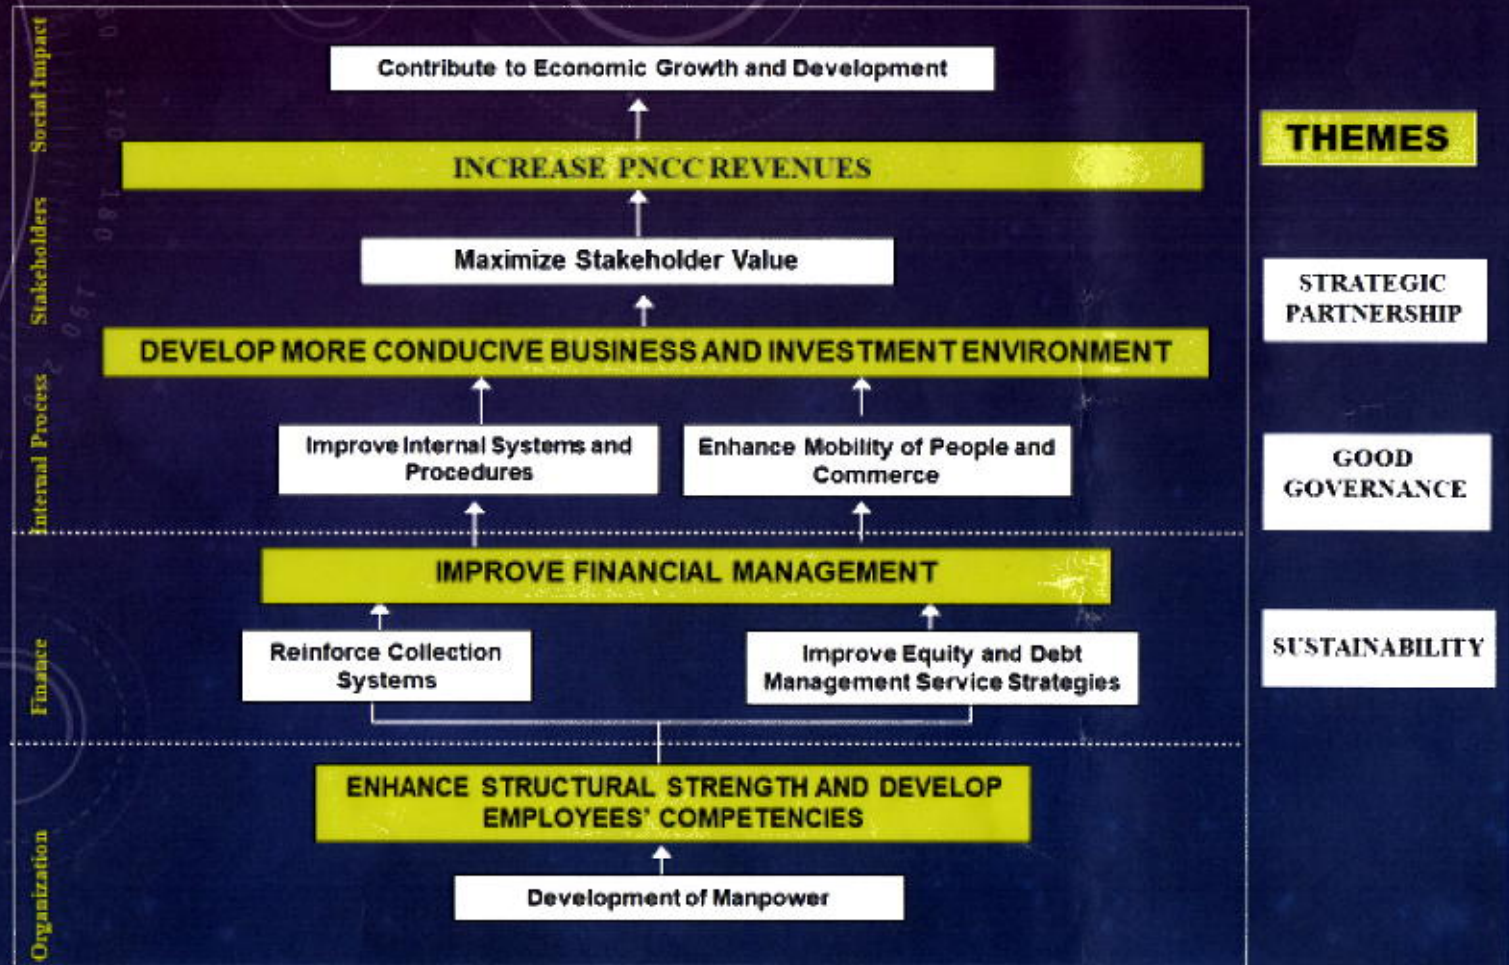 Social Impact
Contribute to Economic Growth and Development
INCREASE PNCC REVENUES
Stakeholders
Maximize Stakeholder Value
DEVELOP MORE CONDUCIVE BUSINESS AND INVESTMENT ENVIRONMENT
Internal Process
Improve Internal Systems and
Procedures
Enhance Mobility of People and
Commerce
IMPROVE FINANCIAL MANAGEMENT
Finance
Reinforce Collection
Systems
Improve Equity and Debt
Management Service Strategies
Organization
ENHANCE STRUCTURAL STRENGTH AND DEVELOP
EMPLOYEES' COMPETENCIES
Development of Manpower
THEMES
STRATEGIC
PARTNERSHIP
GOOD
GOVERNANCE
SUSTAINABILITY
170
180
190